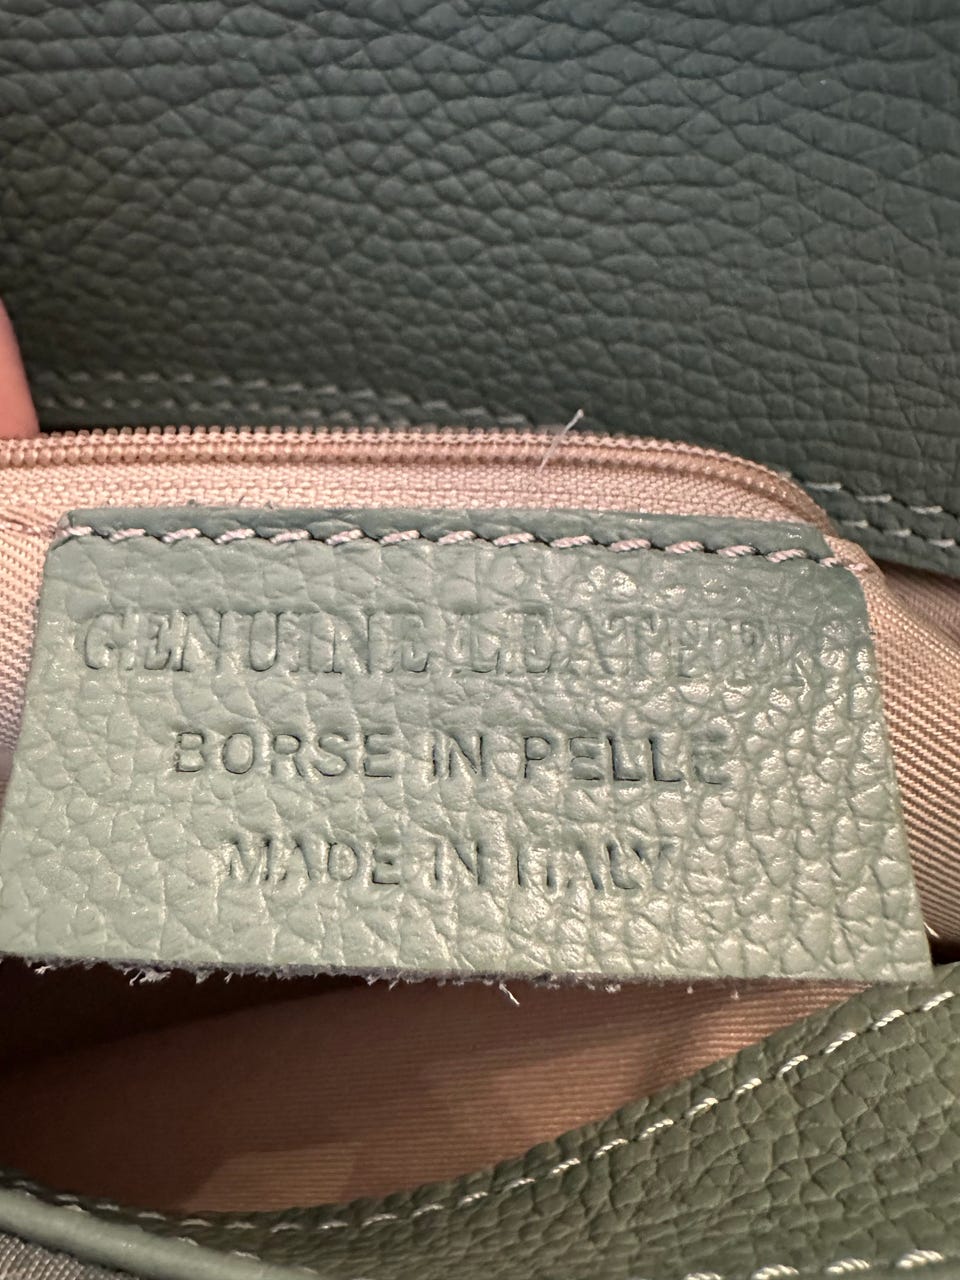 GENUINE LEATHER
BORSE IN PELLE
MADE IN ITALY